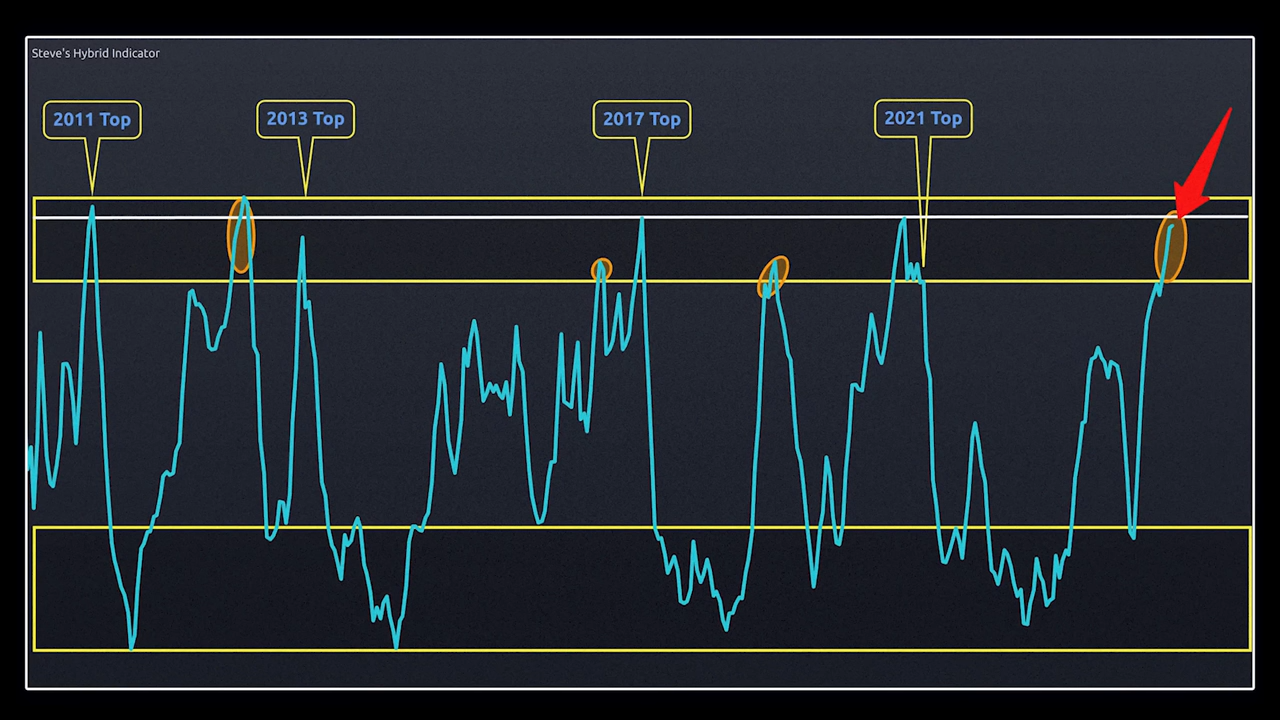 Steve's Hybrid Indicator
2011 Top
2013 Top
2017 Top
2021 Top